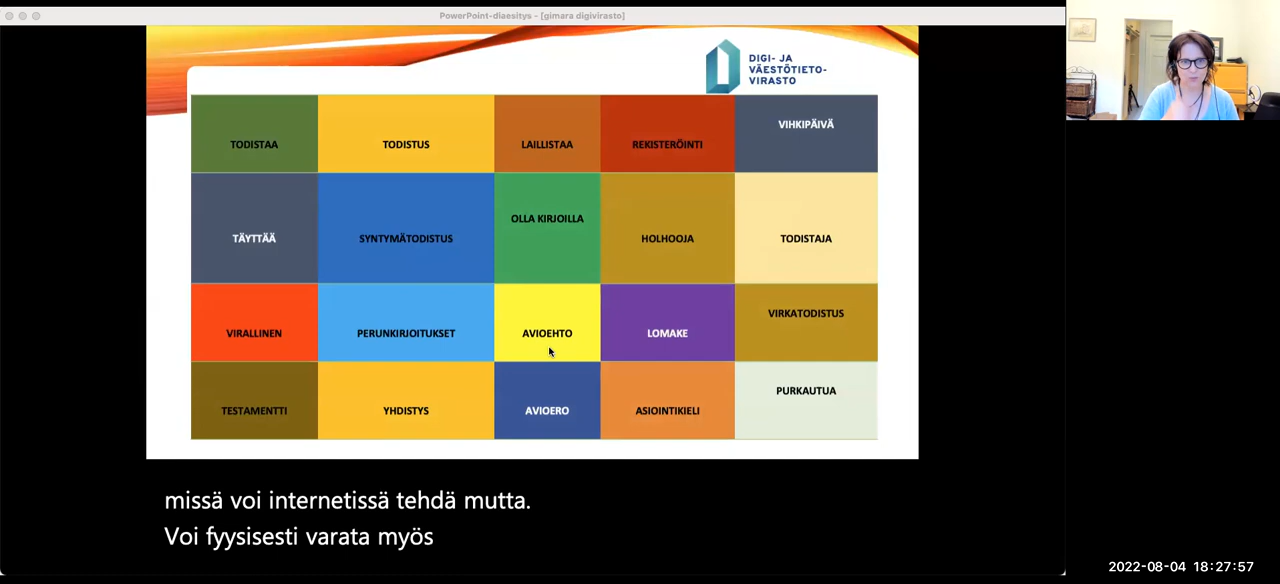 PowerPoint-diaesitys - [gimara digivirasto]
DIGI- JA
VÄESTÖTIETO-
VIRASTO
TODISTAA
TODISTUS
LAILLISTAA
REKISTERÖINTI
VIHKIPÄIVÄ
TÄYTTÄÄ
SYNTYMÄTODISTUS
OLLA KIRJOILLA
HOLHOOJA
TODISTAJA
VIRALLINEN
PERUNKIRJOITUKSET
AVIOEHTO
LOMAKE
VIRKATODISTUS
TESTAMENTTI
YHDISTYS
AVIOERO
ASIOINTIKIELI
PURKAUTUA
missä voi internetissä tehdä mutta.
Voi fyysisesti varata myös
2022-08-04 18:27:57